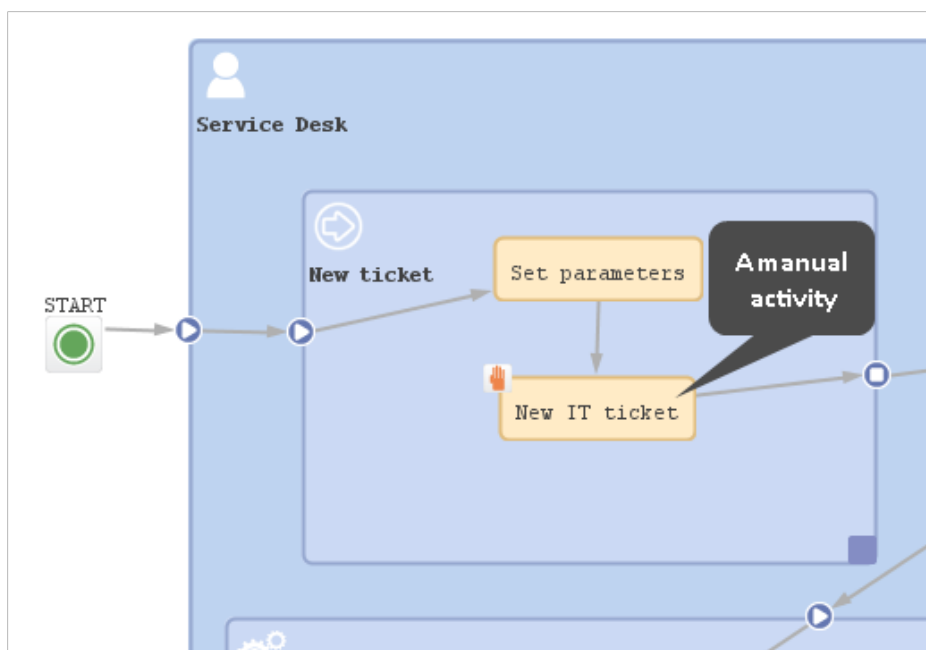 Service Desk
New ticket
Set parameters
A manual
activity
START
New IT ticket